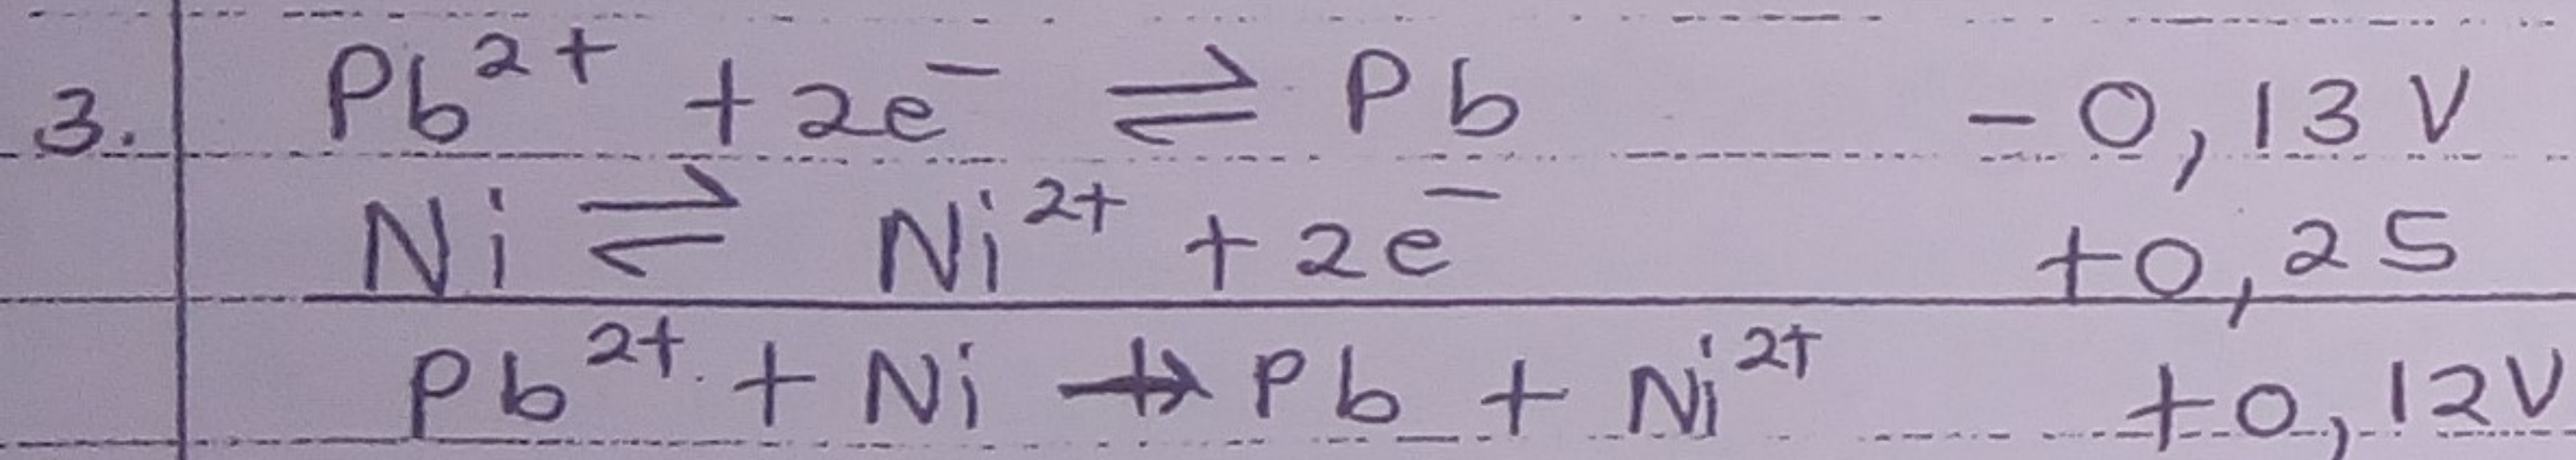 3. Pb²⁺ + 2e⁻ ⇌ Pb -0,13 V
Ni ⇌ Ni²⁺ + 2e⁻ +0,25
Pb²⁺ + Ni → Pb + Ni²⁺ +0,12V